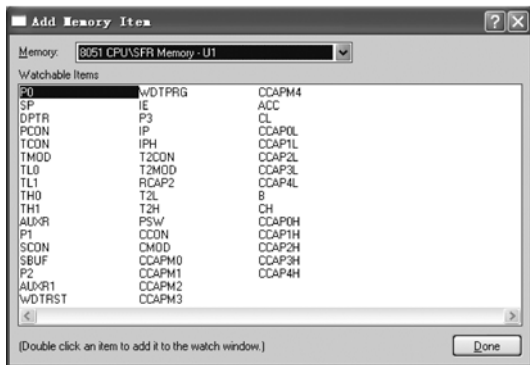 Add Memory Item
Memory: 8051 CPU\SFR Memory - U1
Watchable Items
P0 WDTPRG CCAPM4
SP IE ACC
DPTR P3 CL
PCON IP CCAP0L
TCON IPH CCAP1L
TMOD T2CON CCAP2L
TL0 T2MOD CCAP3L
TL1 RCAP2 CCAP4L
TH0 T2L B
TH1 T2H CH
AUXR PSW CCAP0H
P1 CCON CCAP1H
SCON CMOD CCAP2H
SBUF CCAPM0 CCAP3H
P2 CCAPM1 CCAP4H
AUXR1 CCAPM2
WDTRST CCAPM3
(Double click an item to add it to the watch window.) Done